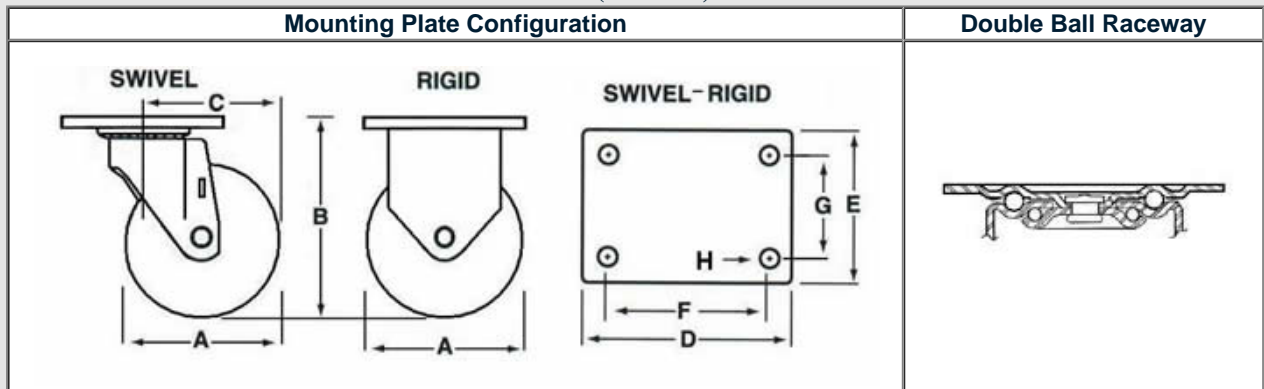 Mounting Plate Configuration
Double Ball Raceway
SWIVEL
RIGID
SWIVEL-RIGID
C
B
A
A
G
E
H
F
D